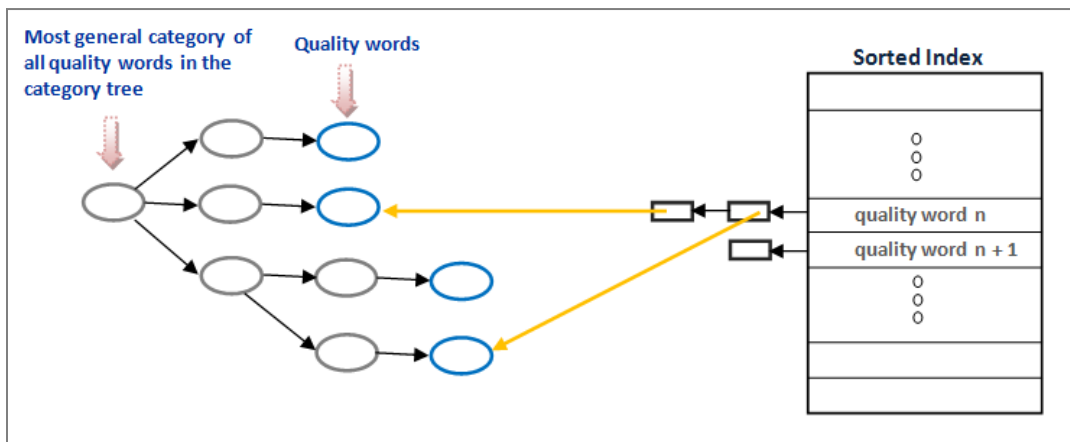 Most general category of
all quality words in the
category tree
Quality words
Sorted Index
O
O
O
quality word n
quality word n + 1
O
O
O